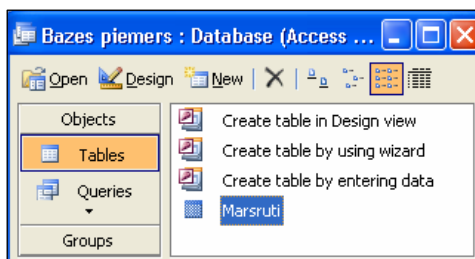 Bazes piemers : Database (Access ...
Open Design New
Objects
Tables
Queries
Groups
Create table in Design view
Create table by using wizard
Create table by entering data
Marsruti